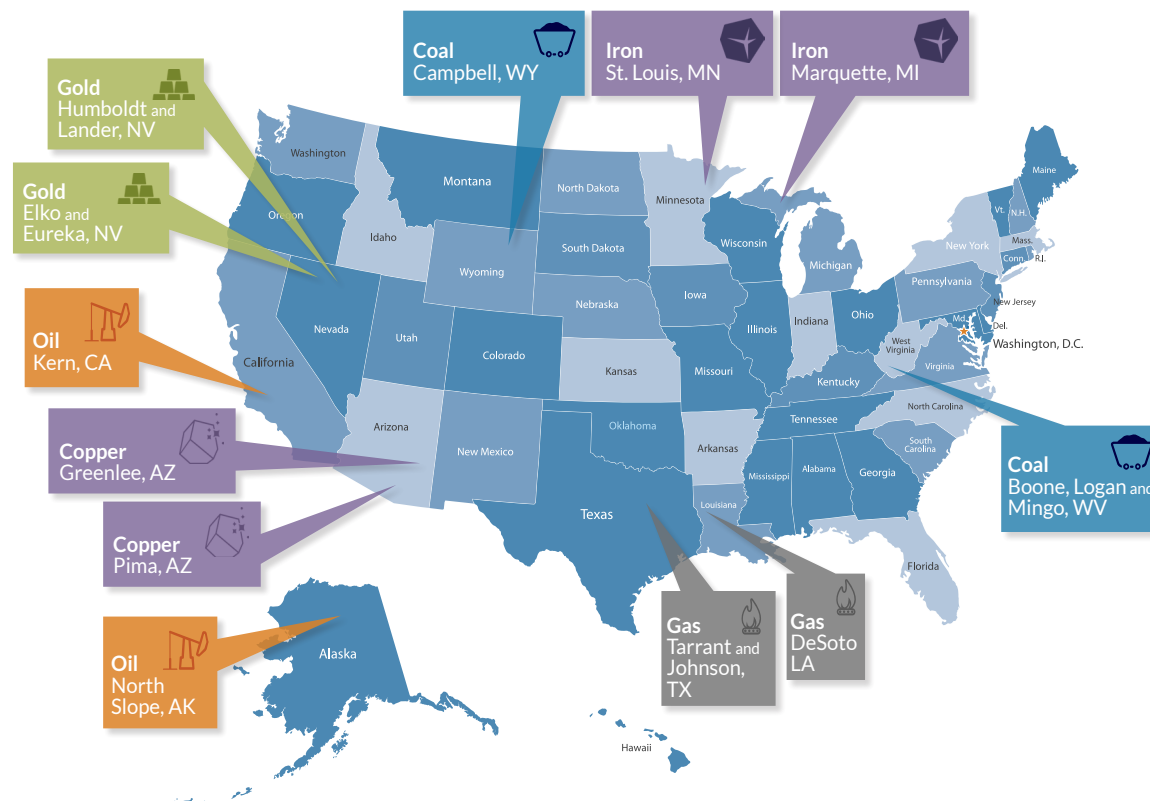 Coal
Campbell, WY
Iron
St. Louis, MN
Iron
Marquette, MI
Gold
Humboldt and
Lander, NV
Gold
Elko and
Eureka, NV
Oil
Kern, CA
Copper
Greenlee, AZ
Copper
Pima, AZ
Oil
North
Slope, AK
Gas
Tarrant and
Johnson,
TX
Gas
DeSoto
LA
Coal
Boone, Logan and
Mingo, WV
Washington
Oregon
California
Idaho
Nevada
Montana
Wyoming
Utah
Colorado
Arizona
New Mexico
North Dakota
South Dakota
Nebraska
Kansas
Oklahoma
Texas
Minnesota
Iowa
Missouri
Arkansas
Louisiana
Wisconsin
Illinois
Michigan
Indiana
Ohio
Kentucky
Tennessee
Mississippi
Alabama
Georgia
Florida
South
Carolina
North Carolina
Virginia
West
Virginia
Pennsylvania
New York
Maine
Vt.
N.H.
Mass.
Conn.
R.I.
New Jersey
Md.
Del.
Washington, D.C.
Alaska
Hawaii